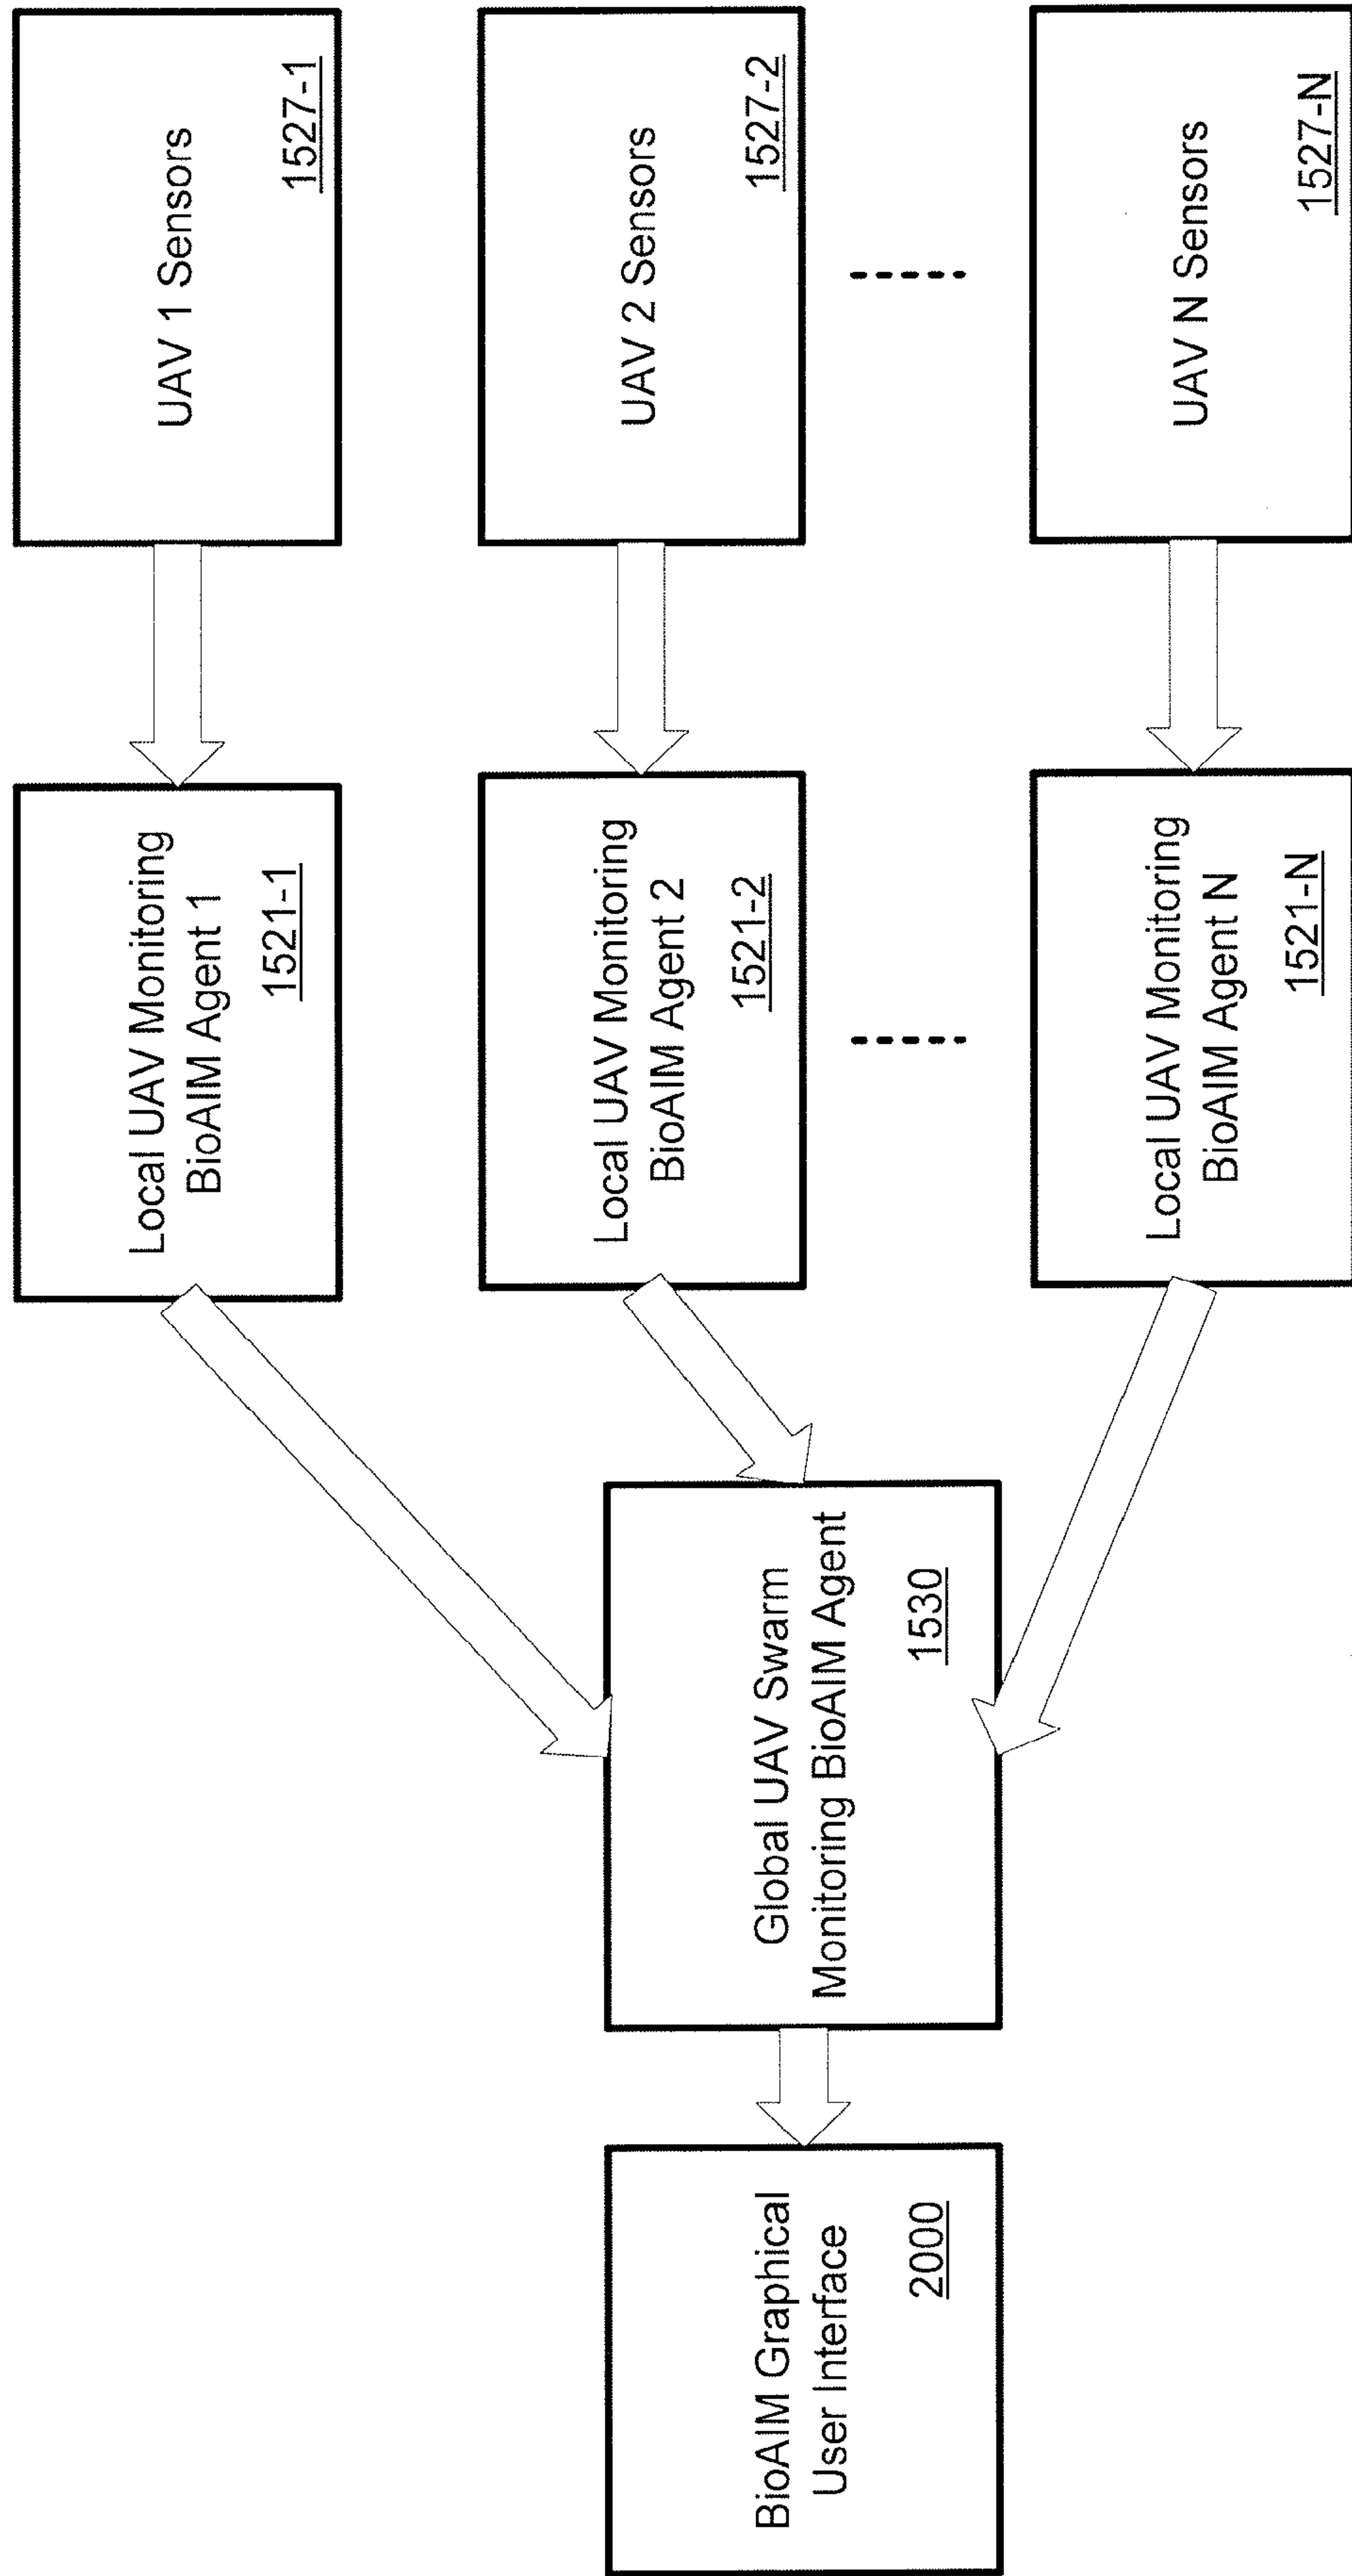 UAV 1 Sensors
1527-1
UAV 2 Sensors
1527-2
UAV N Sensors
1527-N
Local UAV Monitoring
BioAIM Agent 1
1521-1
Local UAV Monitoring
BioAIM Agent 2
1521-2
Local UAV Monitoring
BioAIM Agent N
1521-N
Global UAV Swarm
Monitoring BioAIM Agent
1530
BioAIM Graphical
User Interface
2000